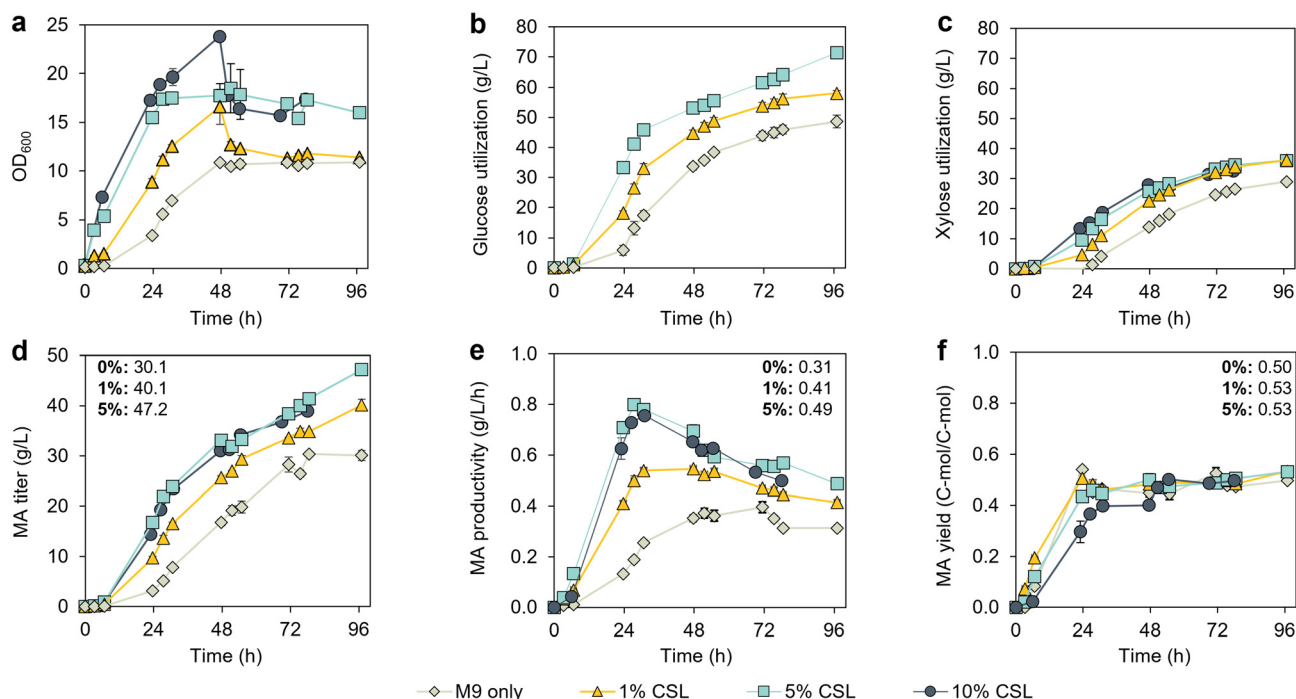 a
25
20
15
10
5
0
OD600
0 24 48 72 96
Time (h)
b
80
70
60
50
40
30
20
10
0
Glucose utilization (g/L)
0 24 48 72 96
Time (h)
c
80
70
60
50
40
30
20
10
0
Xylose utilization (g/L)
0 24 48 72 96
Time (h)
d
50
40
30
20
10
0
MA titer (g/L)
0%: 30.1
1%: 40.1
5%: 47.2
0 24 48 72 96
Time (h)
e
1.0
0.8
0.6
0.4
0.2
0.0
MA productivity (g/L/h)
0%: 0.31
1%: 0.41
5%: 0.49
0 24 48 72 96
Time (h)
f
1.0
0.8
0.6
0.4
0.2
0.0
MA yield (C-mol/C-mol)
0%: 0.50
1%: 0.53
5%: 0.53
0 24 48 72 96
Time (h)
M9 only 1% CSL 5% CSL 10% CSL